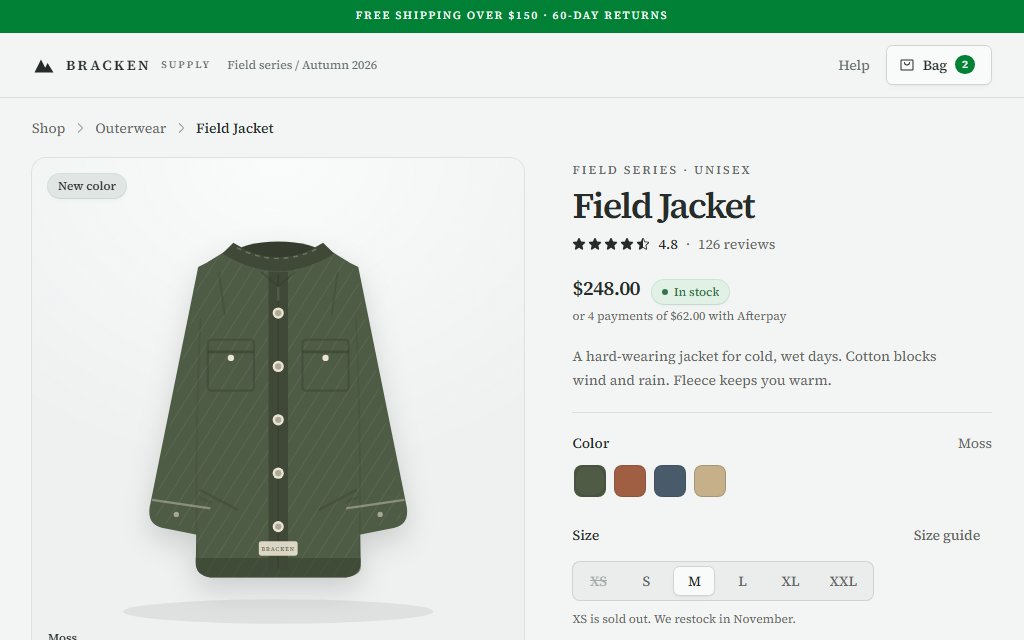 FREE SHIPPING OVER $150 · 60-DAY RETURNS
BRACKEN SUPPLY Field series / Autumn 2026
Help
Bag 2
Shop > Outerwear > Field Jacket
New color
BRACKEN
Moss
FIELD SERIES · UNISEX
Field Jacket
4.8 · 126 reviews
$248.00 In stock
or 4 payments of $62.00 with Afterpay
A hard-wearing jacket for cold, wet days. Cotton blocks
wind and rain. Fleece keeps you warm.
Color Moss
Size Size guide
XS S M L XL XXL
XS is sold out. We restock in November.